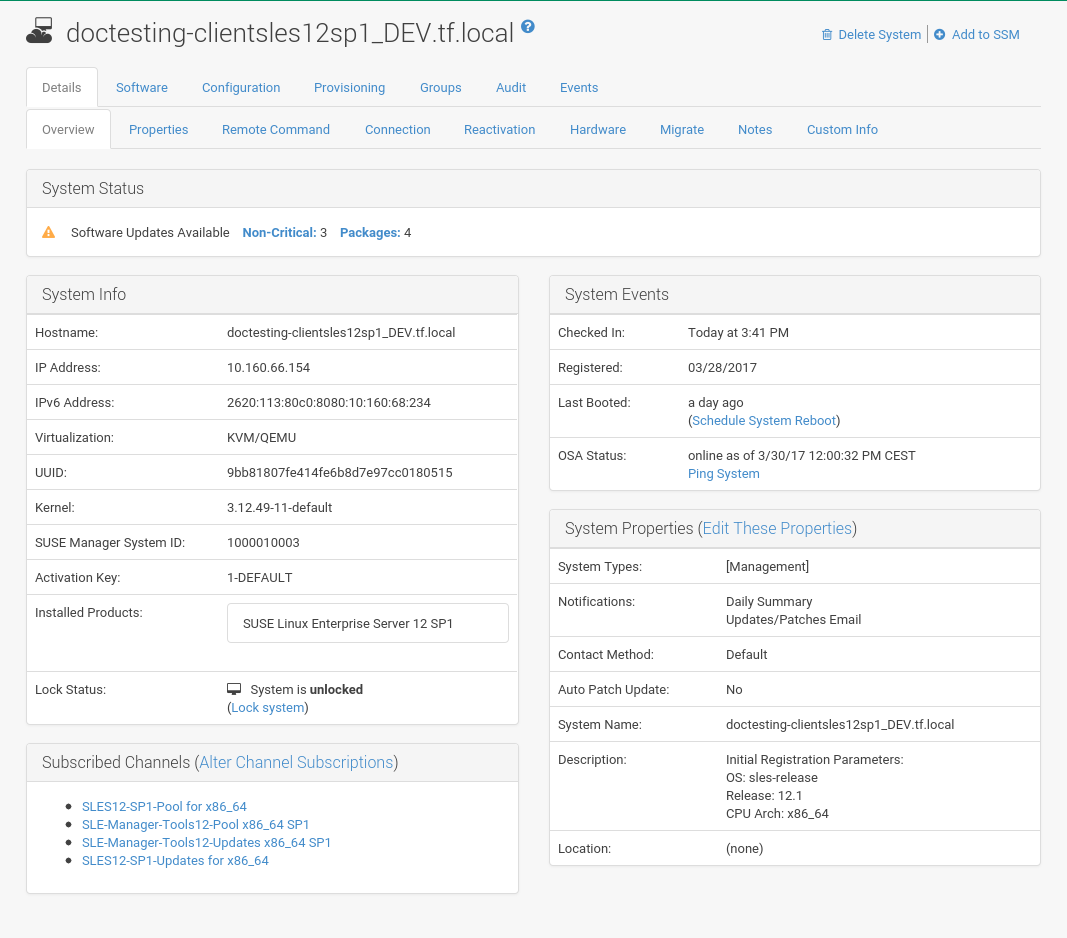 doctesting-clientsles12sp1_DEV.tf.local ?
Delete System | Add to SSM
Details Software Configuration Provisioning Groups Audit Events
Overview Properties Remote Command Connection Reactivation Hardware Migrate Notes Custom Info
System Status
Software Updates Available Non-Critical: 3 Packages: 4
System Info
Hostname: doctesting-clientsles12sp1_DEV.tf.local
IP Address: 10.160.66.154
IPv6 Address: 2620:113:80c0:8080:10:160:68:234
Virtualization: KVM/QEMU
UUID: 9bb81807fe414fe6b8d7e97cc0180515
Kernel: 3.12.49-11-default
SUSE Manager System ID: 1000010003
Activation Key: 1-DEFAULT
Installed Products: SUSE Linux Enterprise Server 12 SP1
Lock Status: System is unlocked
(Lock system)
Subscribed Channels (Alter Channel Subscriptions)
SLES12-SP1-Pool for x86_64
SLE-Manager-Tools12-Pool x86_64 SP1
SLE-Manager-Tools12-Updates x86_64 SP1
SLES12-SP1-Updates for x86_64
System Events
Checked In: Today at 3:41 PM
Registered: 03/28/2017
Last Booted: a day ago
(Schedule System Reboot)
OSA Status: online as of 3/30/17 12:00:32 PM CEST
Ping System
System Properties (Edit These Properties)
System Types: [Management]
Notifications: Daily Summary
Updates/Patches Email
Contact Method: Default
Auto Patch Update: No
System Name: doctesting-clientsles12sp1_DEV.tf.local
Description: Initial Registration Parameters:
OS: sles-release
Release: 12.1
CPU Arch: x86_64
Location: (none)